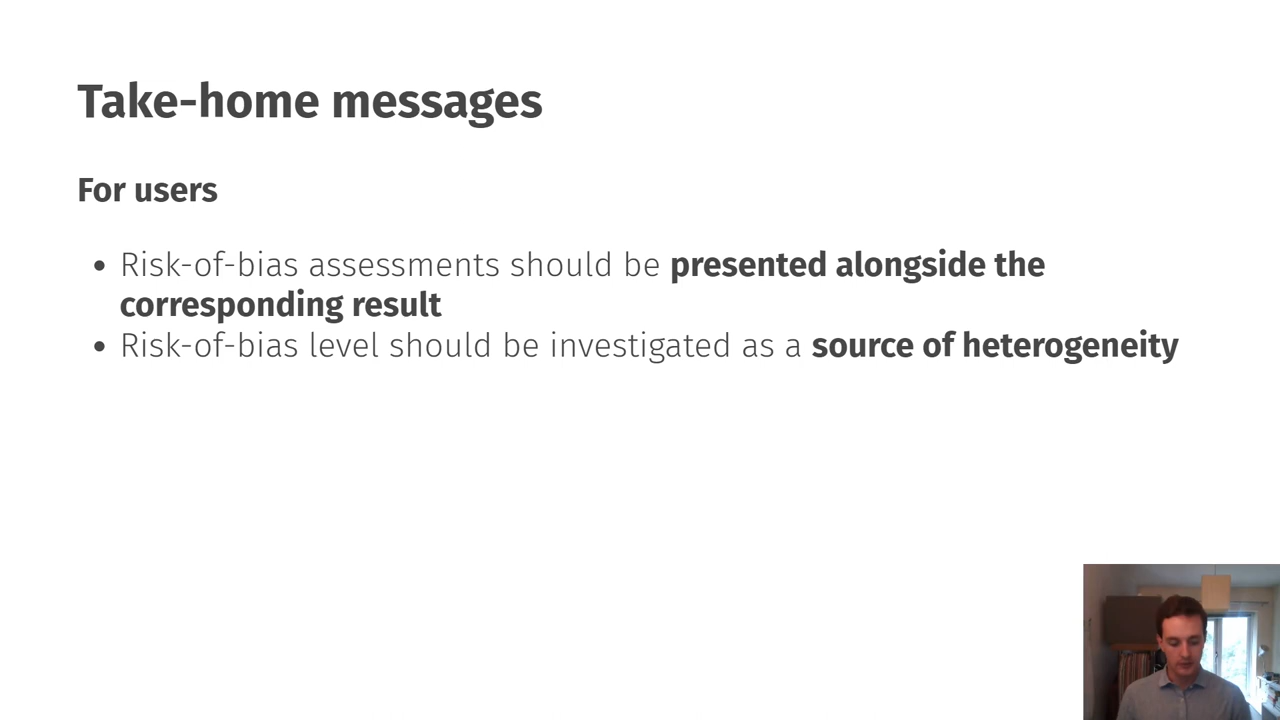 Take-home messages
For users
• Risk-of-bias assessments should be presented alongside the
corresponding result
• Risk-of-bias level should be investigated as a source of heterogeneity